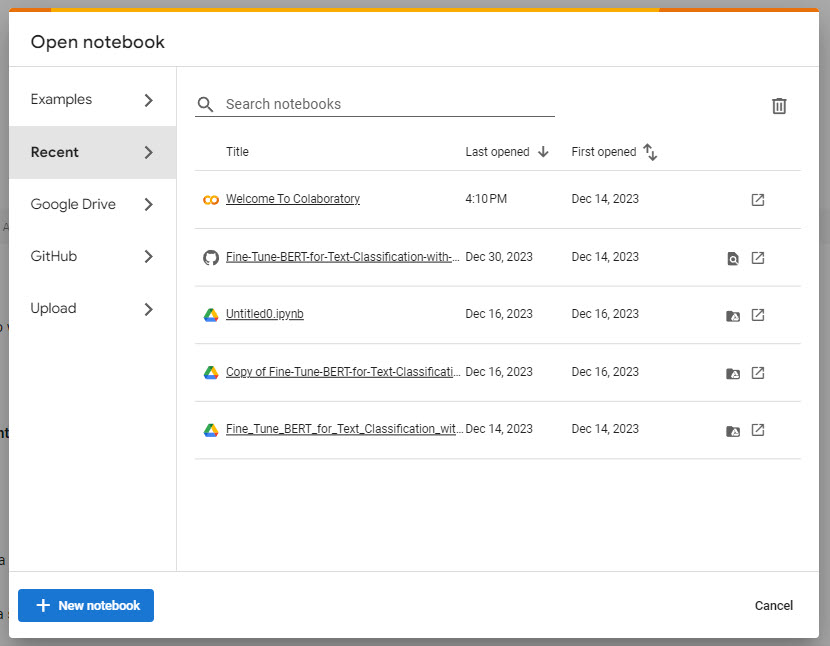 Open notebook
Examples
Recent
Google Drive
GitHub
Upload
Search notebooks
Title Last opened First opened
Welcome To Colaboratory 4:10 PM Dec 14, 2023
Fine-Tune-BERT-for-Text-Classification-with-... Dec 30, 2023 Dec 14, 2023
Untitled0.ipynb Dec 16, 2023 Dec 16, 2023
Copy of Fine-Tune-BERT-for-Text-Classificati... Dec 16, 2023 Dec 16, 2023
Fine_Tune_BERT_for_Text_Classification_wit... Dec 14, 2023 Dec 14, 2023
+ New notebook
Cancel